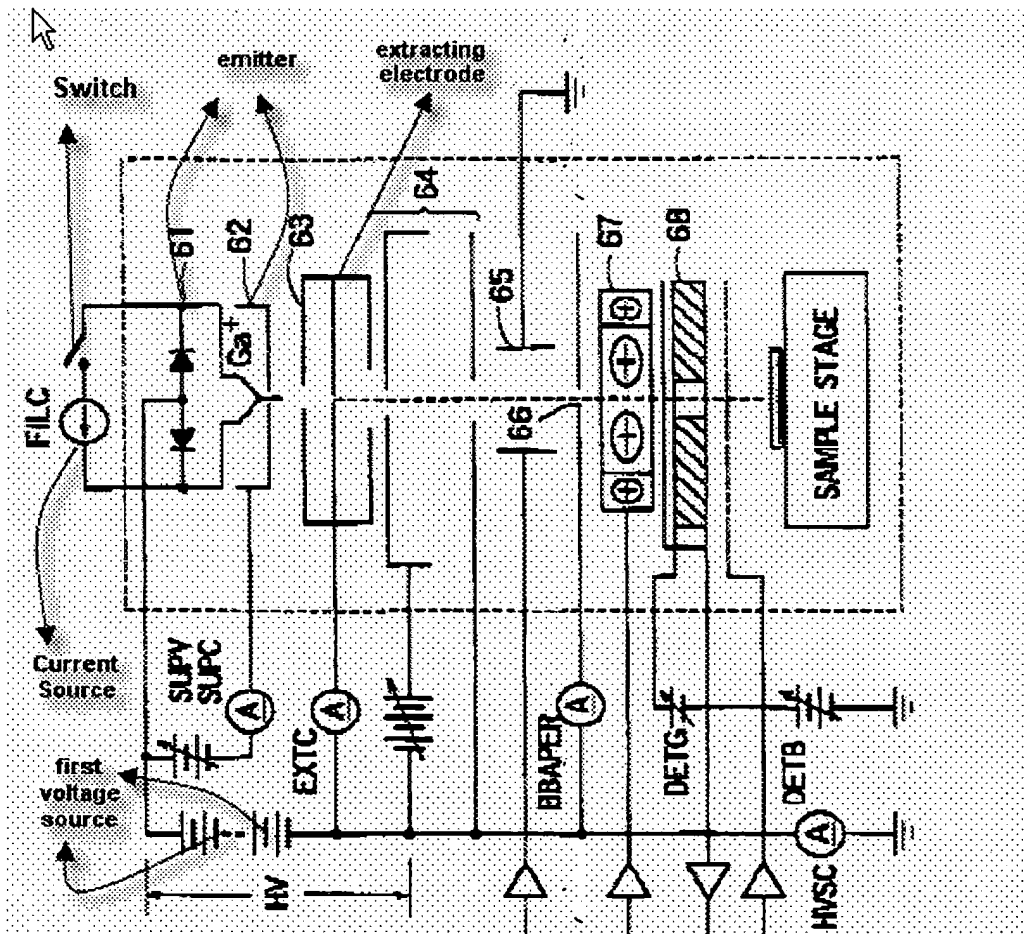 emitter
extracting
electrode
Switch
64
61
62
63
67
68
Ga+
65
FILC
66
SAMPLE STAGE
Current
Source
SUPV
SUPC
A
A
A
EXTC
BBAPER
DETG
DETB
first
voltage
source
HV
HVSC
A